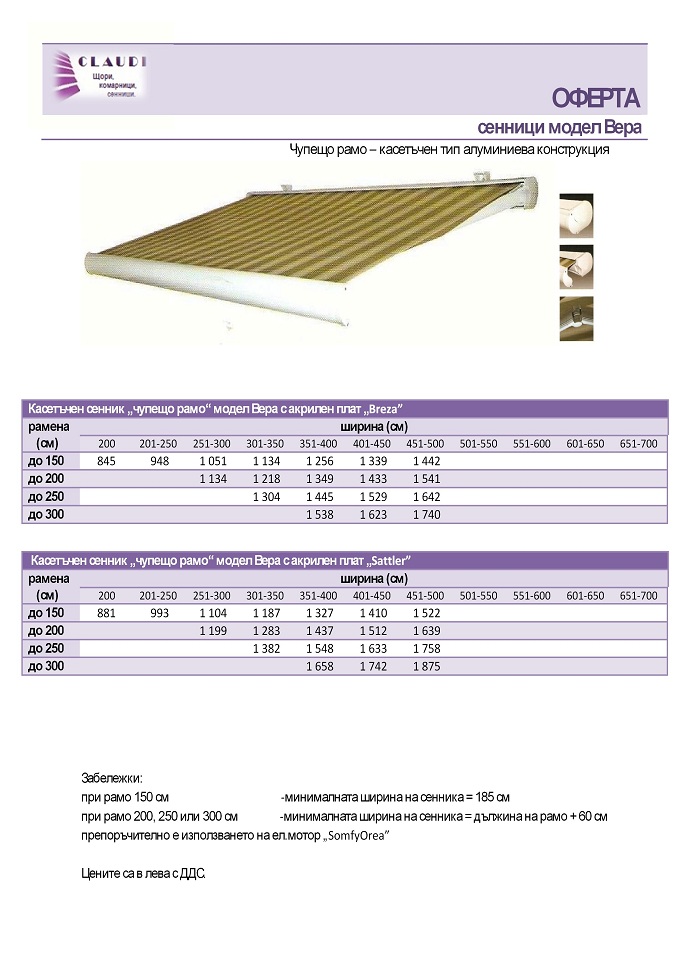 CLAUDI
Щори,
комарници,
сенници.
ОФЕРТА
сенници модел Вера
Чупещо рамо – касетъчен тип алуминиева конструкция
Касетъчен сенник „чупещо рамо“ модел Вера с акрилен плат „Breza”
рамена ширина (см)
(см) 200 201-250 251-300 301-350 351-400 401-450 451-500 501-550 551-600 601-650 651-700
до 150 845 948 1 051 1 134 1 256 1 339 1 442
до 200 1 134 1 218 1 349 1 433 1 541
до 250 1 304 1 445 1 529 1 642
до 300 1 538 1 623 1 740
Касетъчен сенник „чупещо рамо“ модел Вера с акрилен плат „Sattler”
рамена ширина (см)
(см) 200 201-250 251-300 301-350 351-400 401-450 451-500 501-550 551-600 601-650 651-700
до 150 881 993 1 104 1 187 1 327 1 410 1 522
до 200 1 199 1 283 1 437 1 512 1 639
до 250 1 382 1 548 1 633 1 758
до 300 1 658 1 742 1 875
Забележки:
при рамо 150 см -минималната ширина на сенника = 185 см
при рамо 200, 250 или 300 см -минималната ширина на сенника = дължина на рамо + 60 см
препоръчително е използването на ел.мотор „SomfyOrea”
Цените са в лева с ДДС.